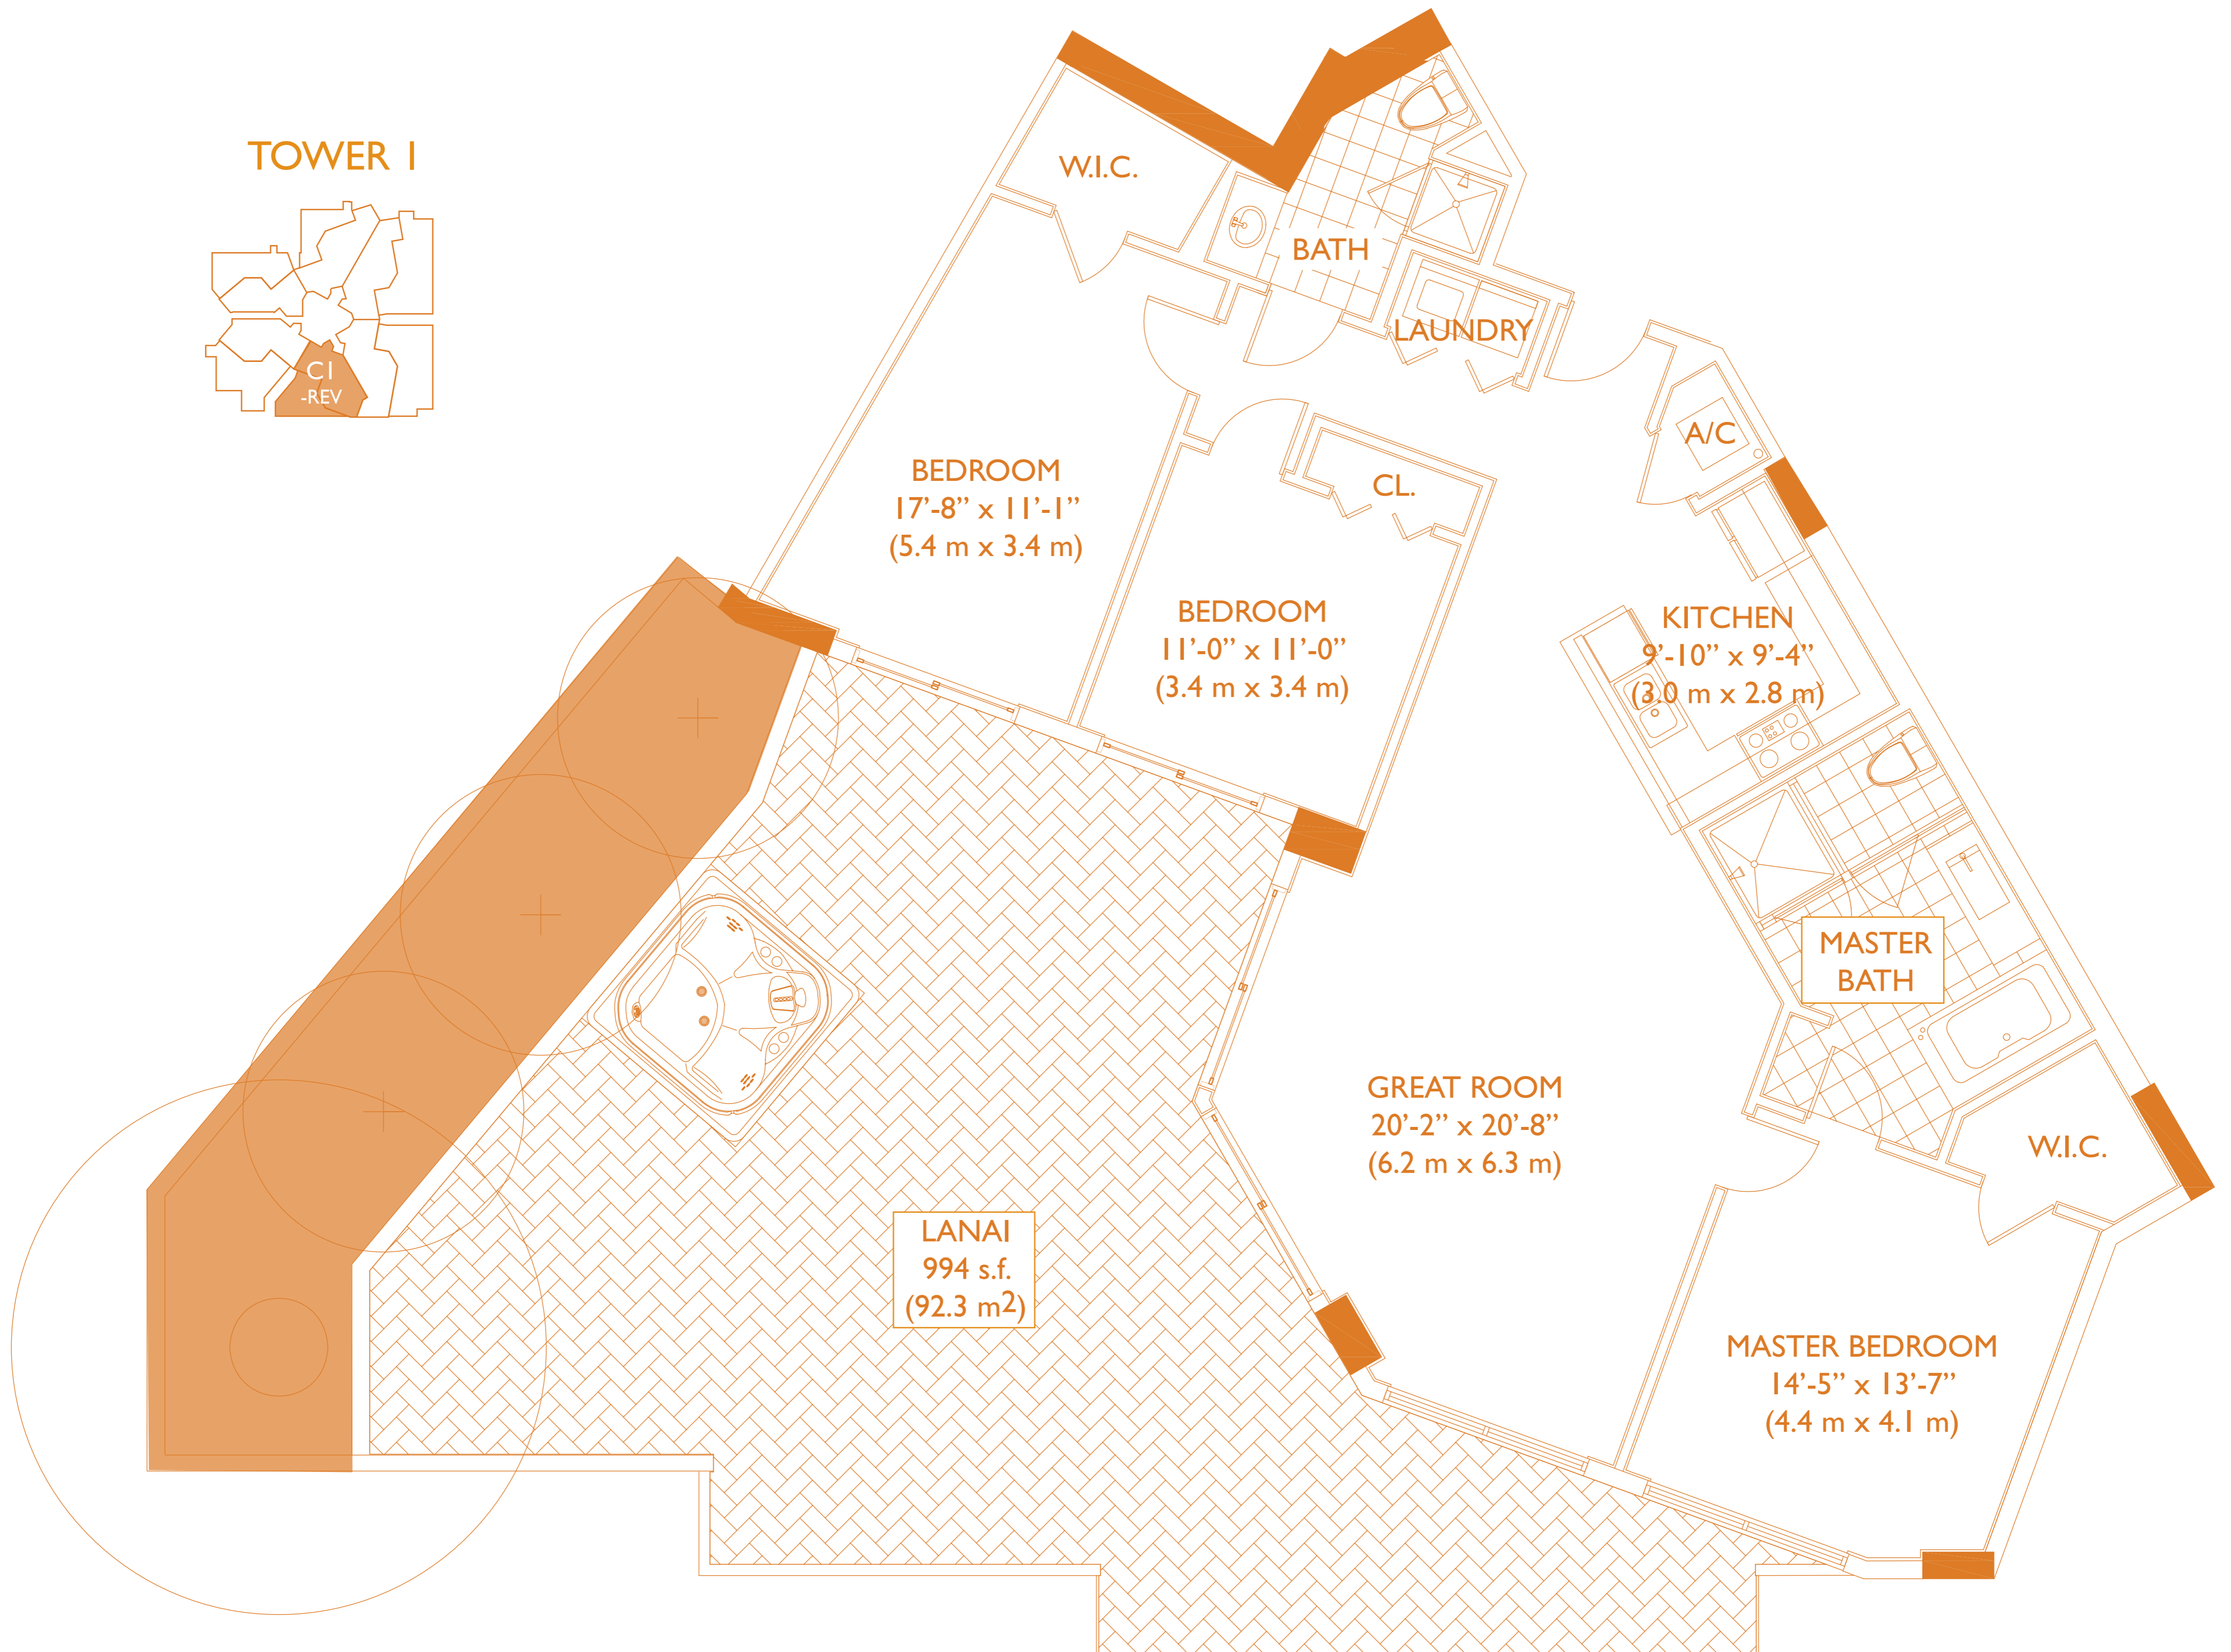 TOWER 1
C1
-REV
W.I.C.
BATH
LAUNDRY
A/C
BEDROOM
17’-8” x 11’-1”
(5.4 m x 3.4 m)
CL.
BEDROOM
11’-0” x 11’-0”
(3.4 m x 3.4 m)
KITCHEN
9’-10” x 9’-4”
(3.0 m x 2.8 m)
MASTER
BATH
GREAT ROOM
20’-2” x 20’-8”
(6.2 m x 6.3 m)
W.I.C.
LANAI
994 s.f.
(92.3 m2)
MASTER BEDROOM
14’-5” x 13’-7”
(4.4 m x 4.1 m)